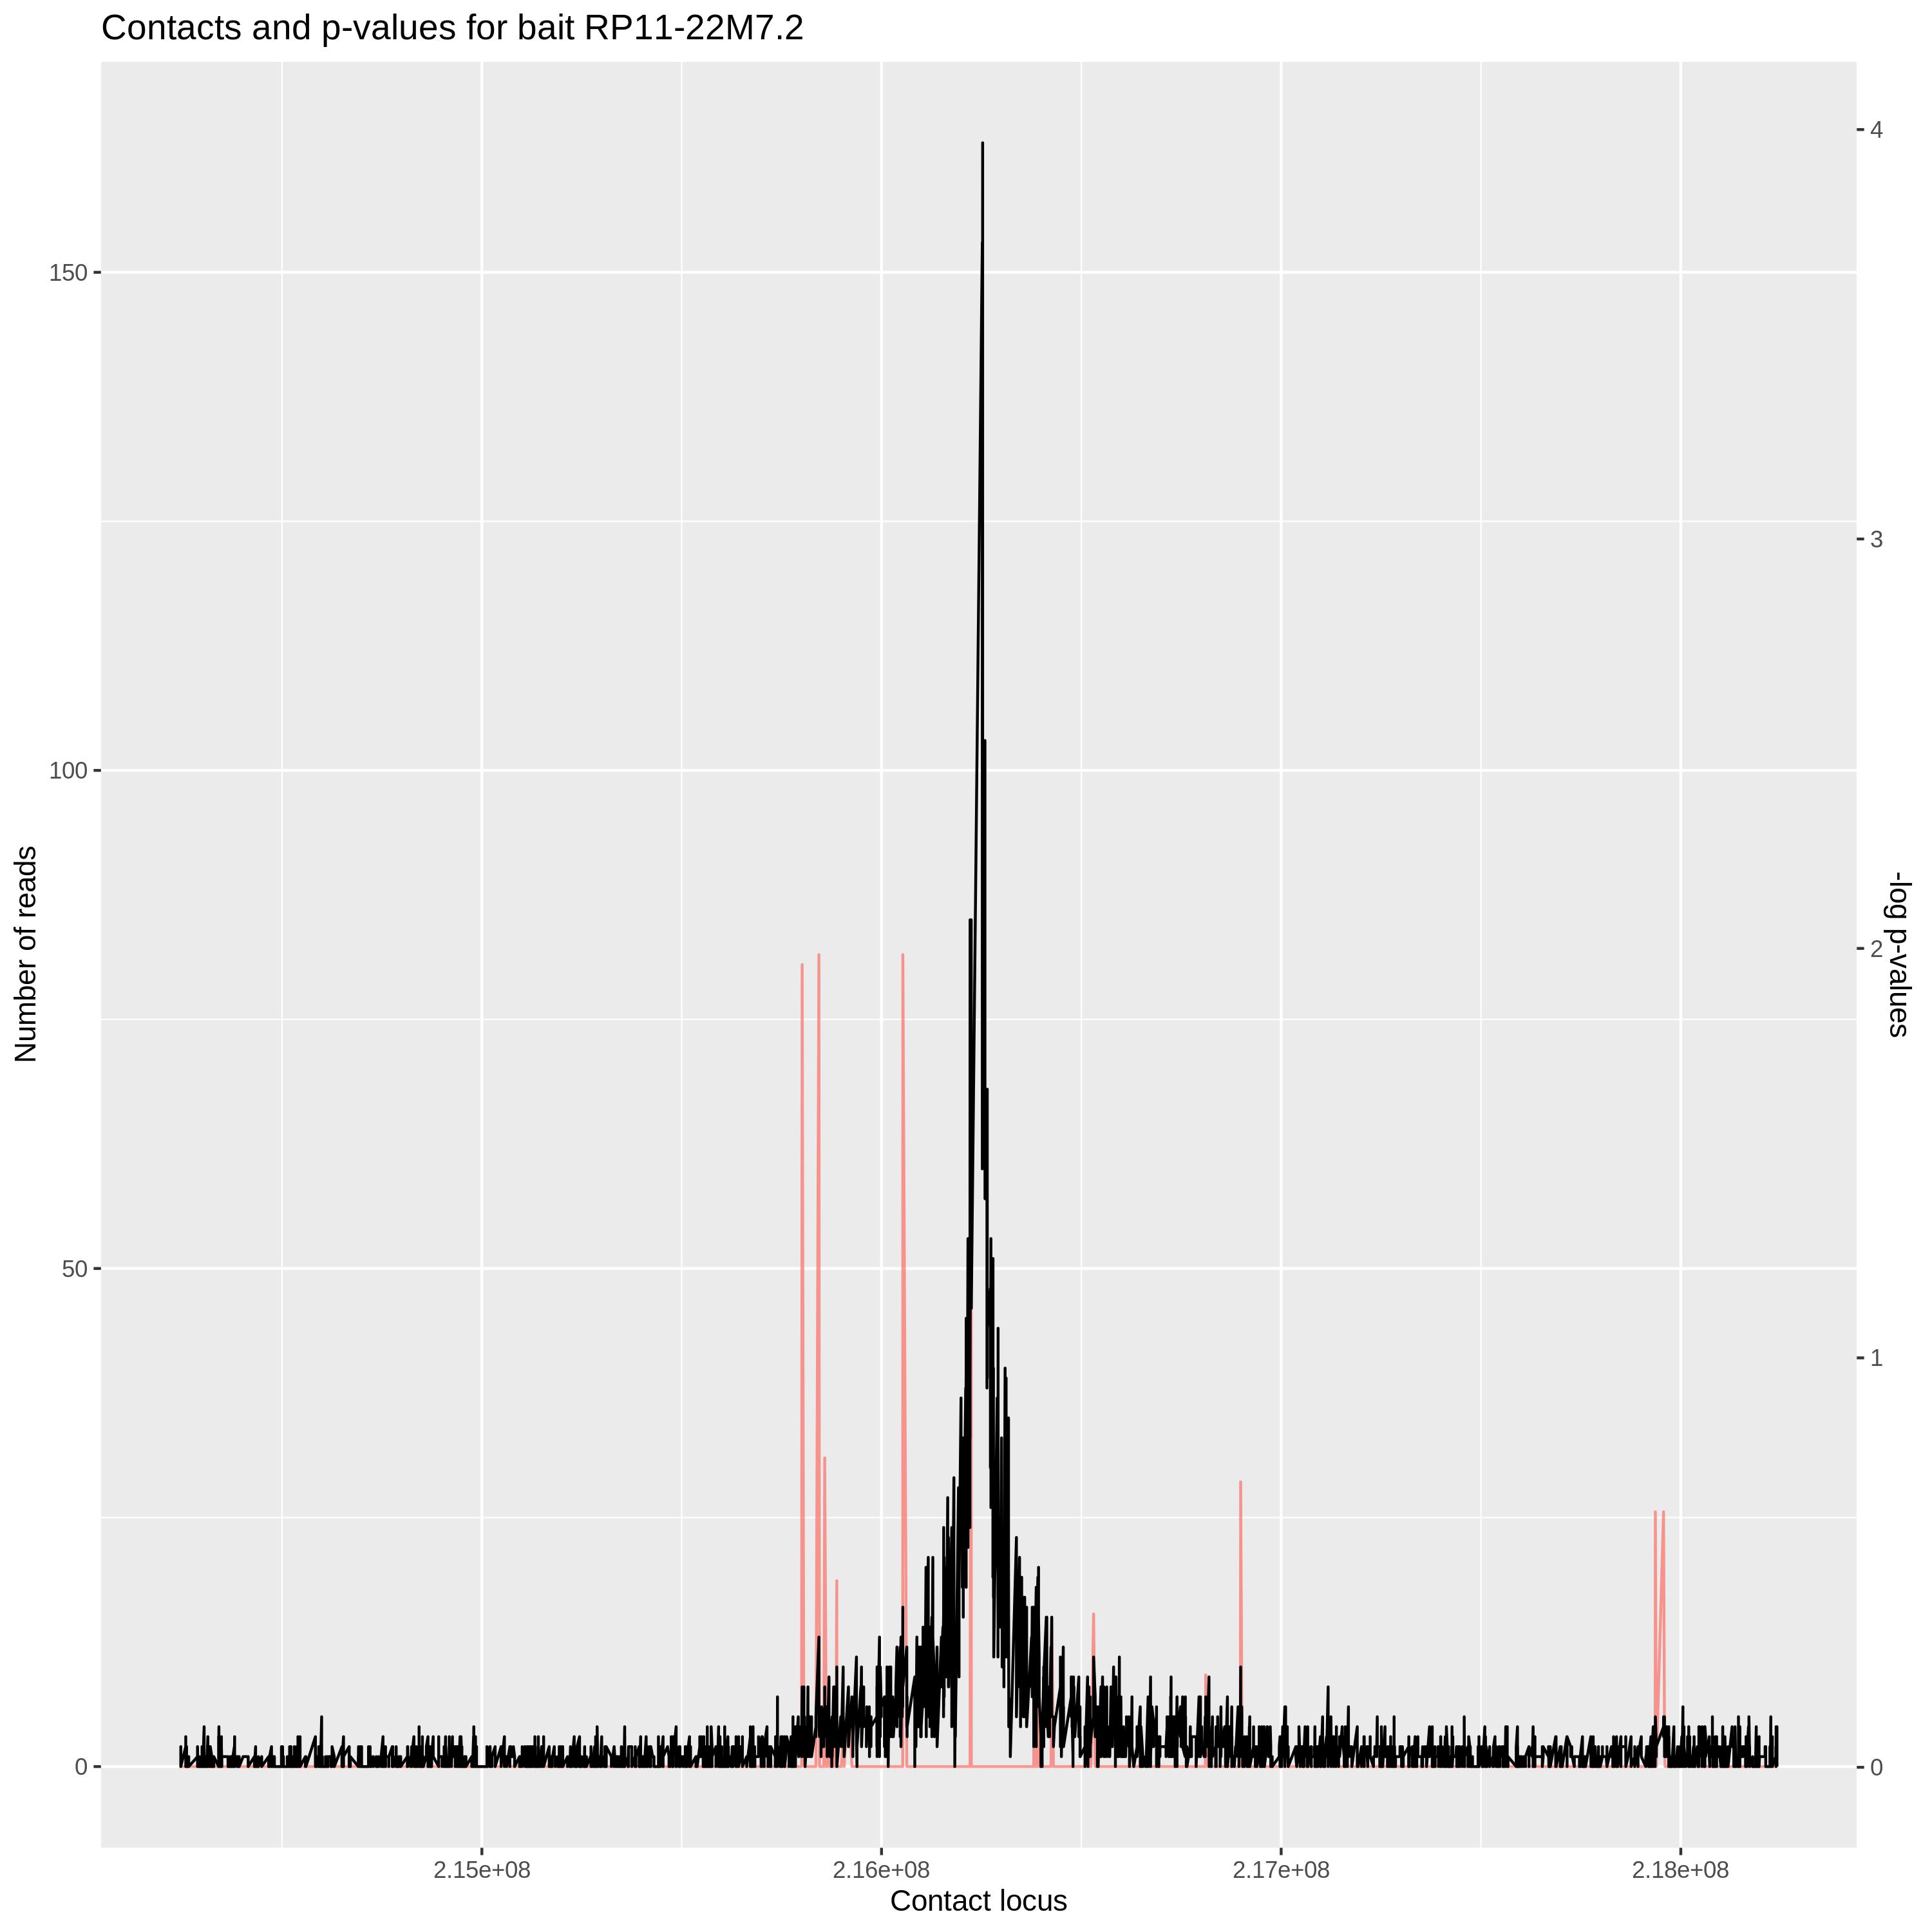 Contacts and p-values for bait RP11-22M7.2
150
100
50
0
Number of reads
4
3
2
1
0
-log p-values
2.15e+08
2.16e+08
2.17e+08
2.18e+08
Contact locus